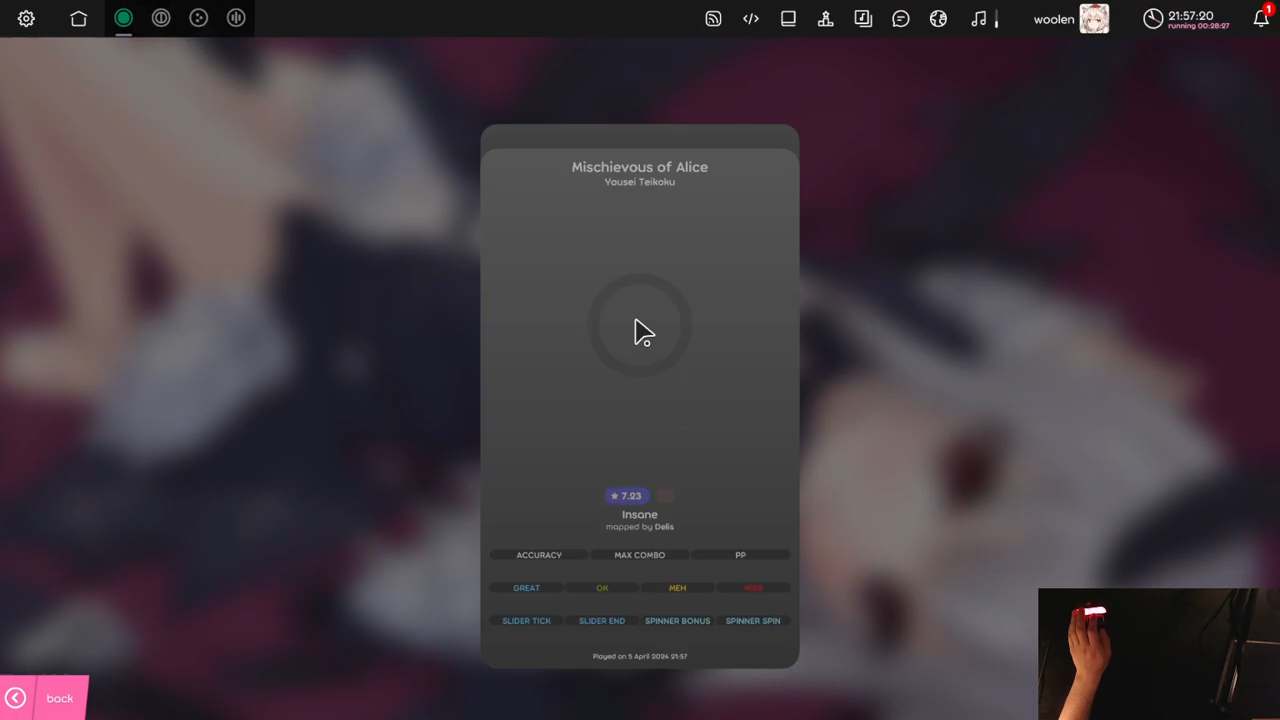 woolen
21:57:20
running 00:28:27
1
Mischievous of Alice
Yousei Teikoku
7.23
Insane
mapped by Delis
ACCURACY MAX COMBO PP
GREAT OK MEH MISS
SLIDER TICK SLIDER END SPINNER BONUS SPINNER SPIN
Played on 5 April 2024 21:57
back